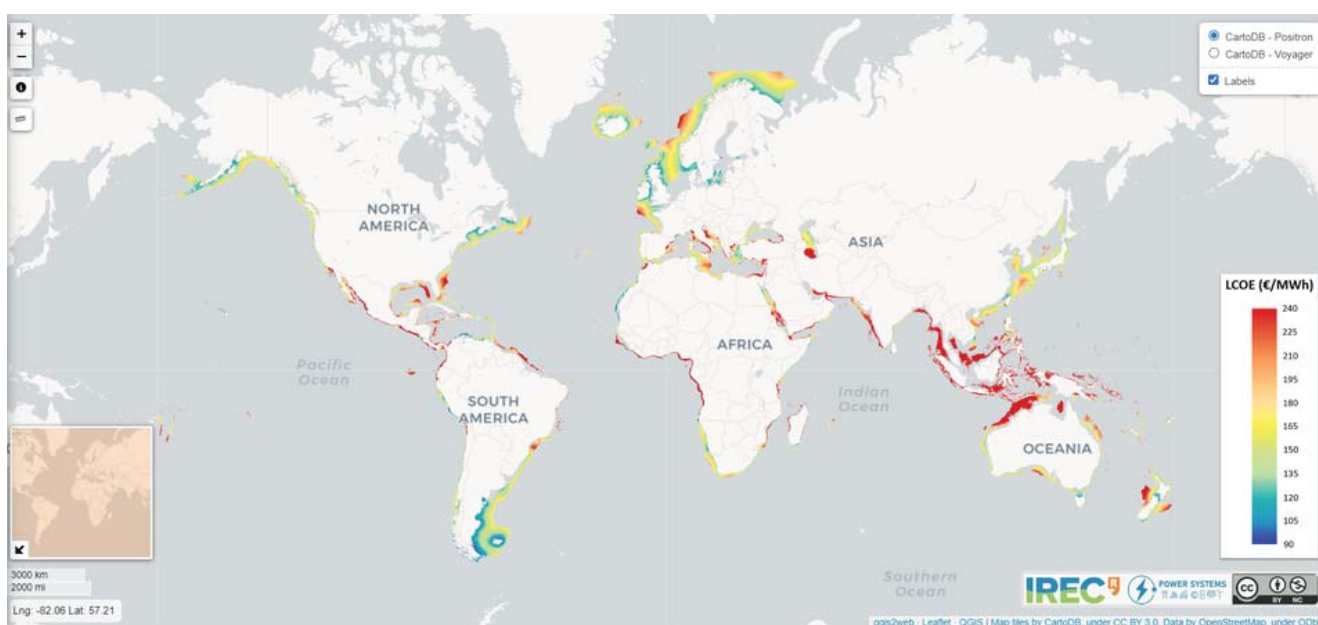 +
−
CartoDB - Positron
CartoDB - Voyager
Labels
NORTH
AMERICA
ASIA
AFRICA
Pacific
Ocean
Indian
Ocean
SOUTH
AMERICA
OCEANIA
Southern
Ocean
LCOE (€/MWh)
240
225
210
195
180
165
150
135
120
105
90
3000 km
2000 mi
Lng: -82.06 Lat: 57.21
IREC
POWER SYSTEMS
CC
BY NC
qgis2web · Leaflet · QGIS | Map tiles by CartoDB, under CC BY 3.0. Data by OpenStreetMap, under ODb